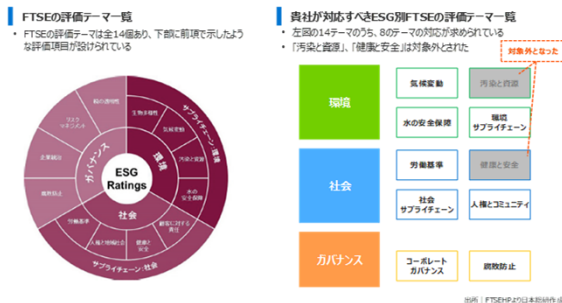 FTSEの評価テーマ一覧
• FTSEの評価テーマは全14個あり、下部に前項で示したような評価項目が設けられている
ESG
Ratings
環境
社会
ガバナンス
サプライチェーン:環境
生物多様性
気候変動
汚染と資源
水の
安全保障
サプライチェーン:社会
顧客に対する
責任
健康と
安全
人権と地域社会
労働基準
腐敗防止
企業統治
リスク
マネジメント
税の透明性
貴社が対応すべきESG別FTSEの評価テーマ一覧
• 左図の14テーマのうち、8のテーマの対応が求められている
• 「汚染と資源」、「健康と安全」は対象外とされた
対象外となった
環境
気候変動
汚染と資源
水の安全保障
環境
サプライチェーン
社会
労働基準
健康と安全
社会
サプライチェーン
人権とコミュニティ
ガバナンス
コーポレート
ガバナンス
腐敗防止
出所｜FTSEHPより日本総研作成